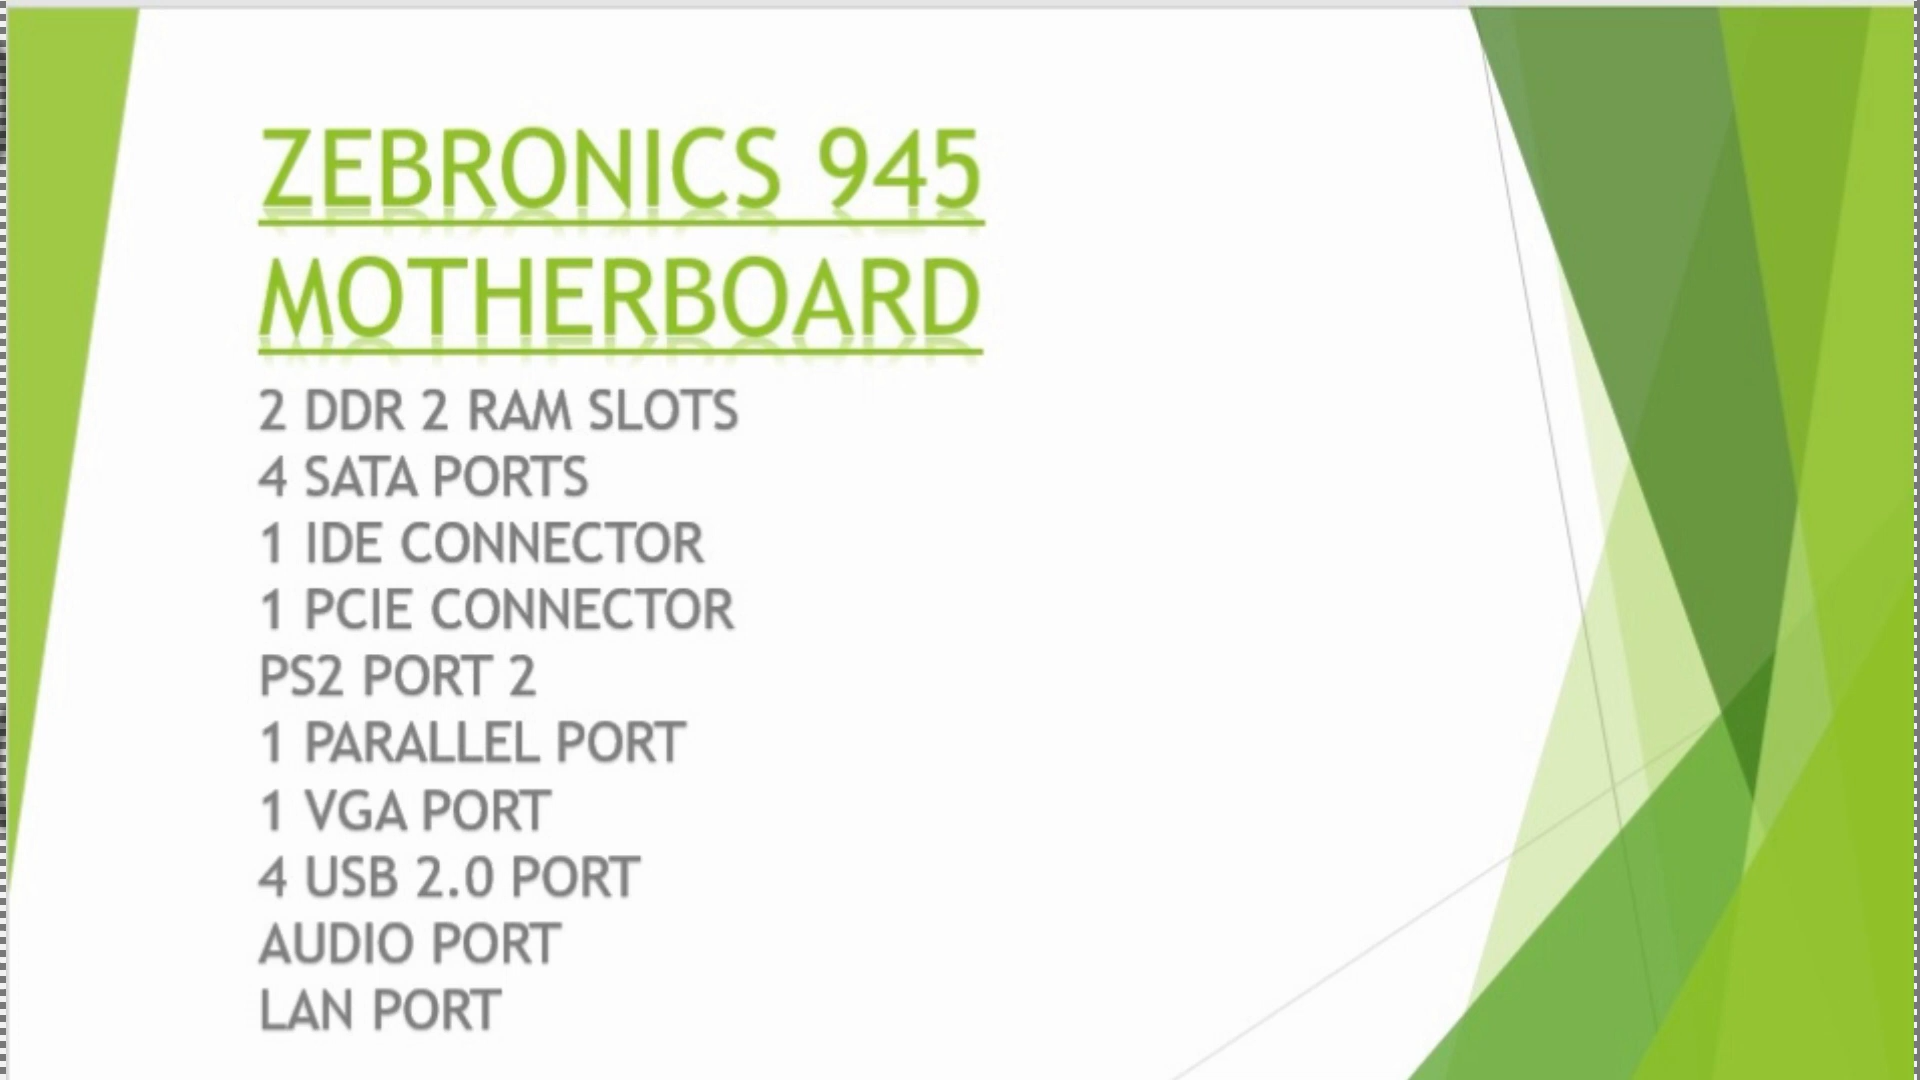 ZEBRONICS 945
MOTHERBOARD
2 DDR 2 RAM SLOTS
4 SATA PORTS
1 IDE CONNECTOR
1 PCIE CONNECTOR
PS2 PORT 2
1 PARALLEL PORT
1 VGA PORT
4 USB 2.0 PORT
AUDIO PORT
LAN PORT